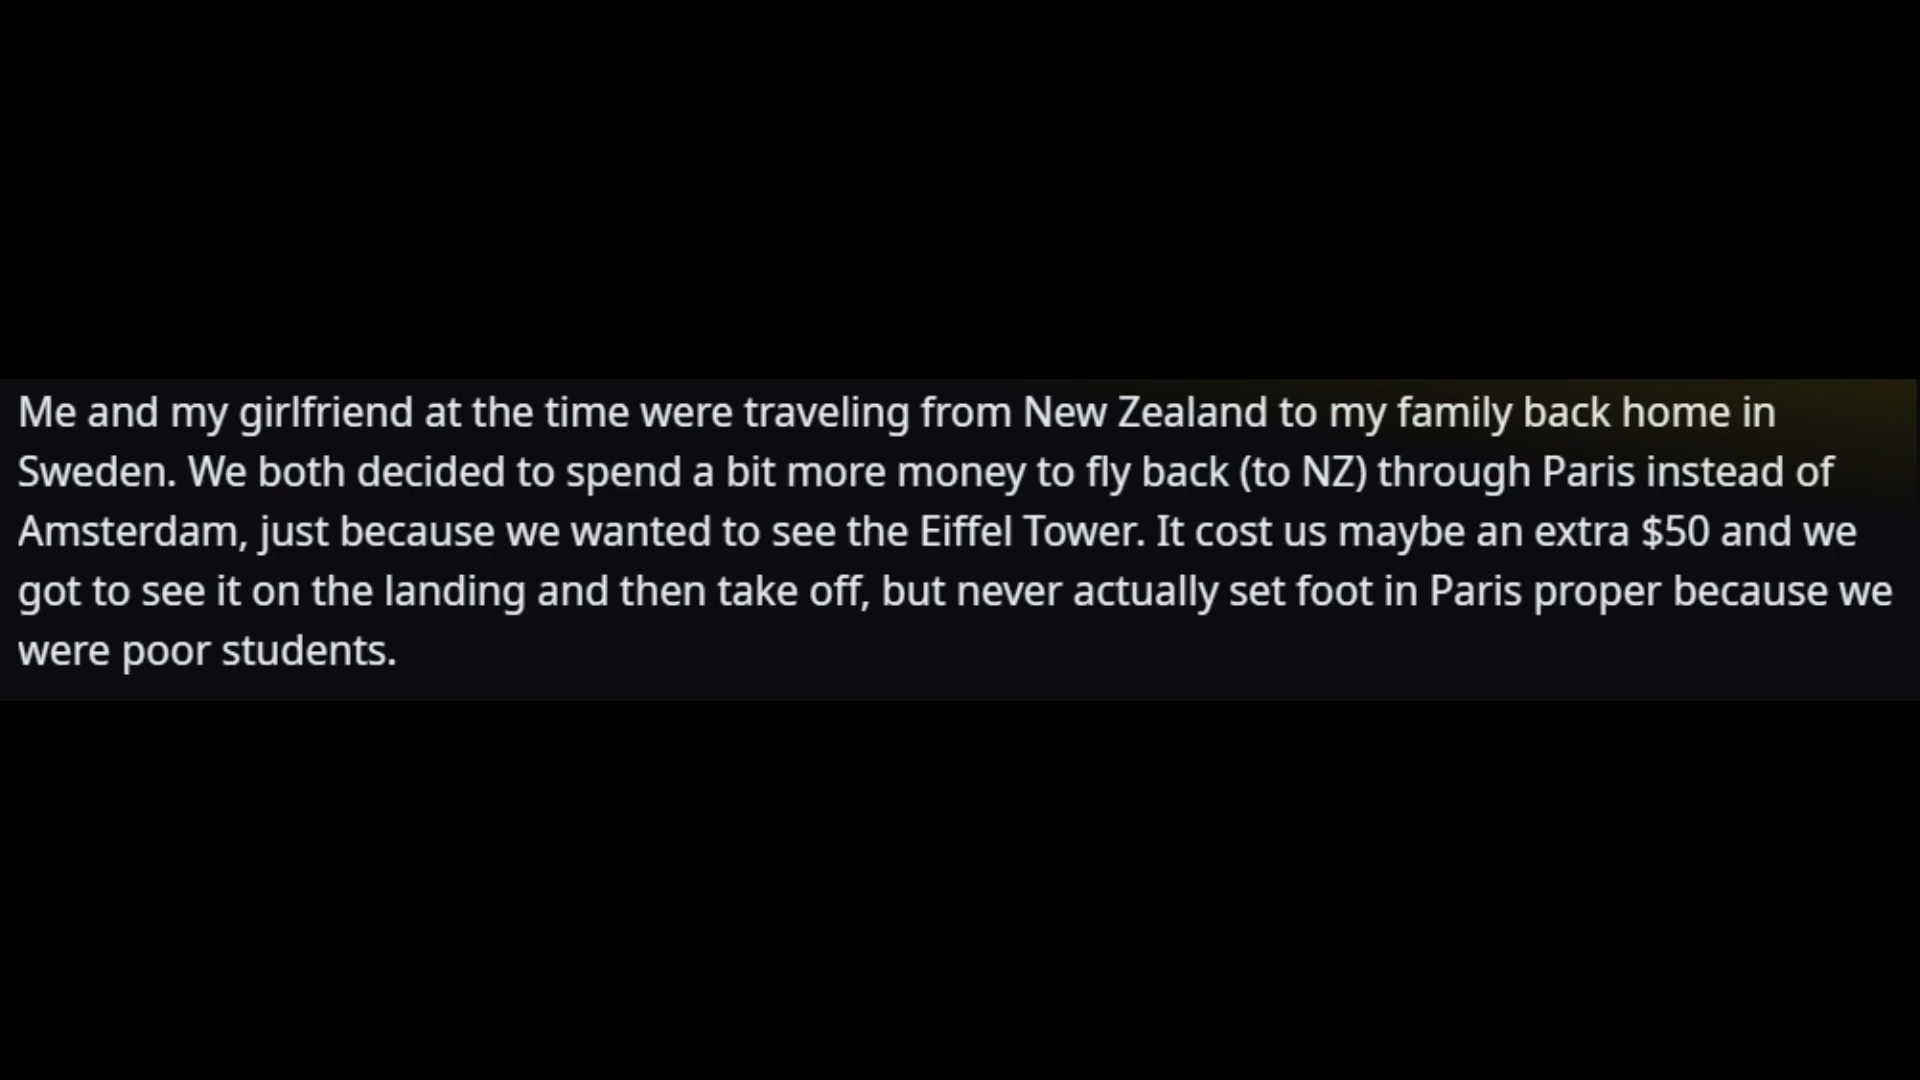 Me and my girlfriend at the time were traveling from New Zealand to my family back home in
Sweden. We both decided to spend a bit more money to fly back (to NZ) through Paris instead of
Amsterdam, just because we wanted to see the Eiffel Tower. It cost us maybe an extra $50 and we
got to see it on the landing and then take off, but never actually set foot in Paris proper because we
were poor students.